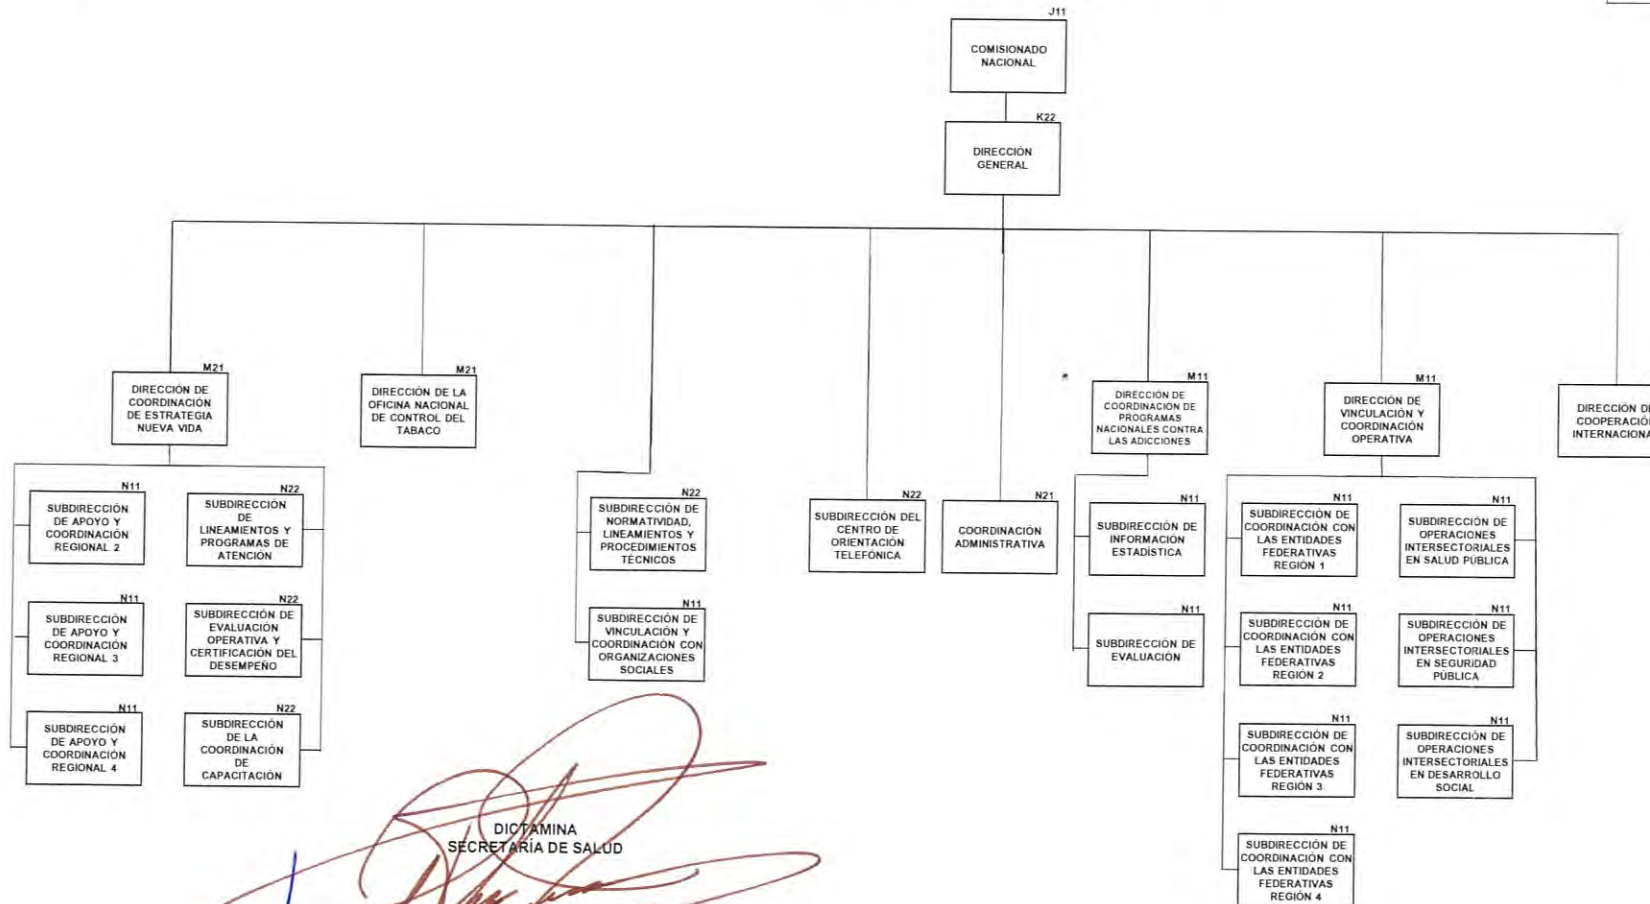 J11
COMISIONADO
NACIONAL
K22
DIRECCIÓN
GENERAL
M21
DIRECCIÓN DE
COORDINACIÓN
DE ESTRATEGIA
NUEVA VIDA
M21
DIRECCIÓN DE LA
OFICINA NACIONAL
DE CONTROL DEL
TABACO
M11
DIRECCIÓN DE
COORDINACION DE
PROGRAMAS
NACIONALES CONTRA
LAS ADICCIONES
M11
DIRECCIÓN DE
VINCULACIÓN Y
COORDINACIÓN
OPERATIVA
DIRECCIÓN
COOPERACIÓ
INTERNACIONA
N11
SUBDIRECCIÓN
DE APOYO Y
COORDINACIÓN
REGIONAL 2
N22
SUBDIRECCIÓN
DE
LINEAMIENTOS Y
PROGRAMAS DE
ATENCIÓN
N11
SUBDIRECCIÓN
DE APOYO Y
COORDINACIÓN
REGIONAL 3
N22
SUBDIRECCIÓN DE
EVALUACIÓN
OPERATIVA Y
CERTIFICACIÓN DEL
DESEMPEÑO
N11
SUBDIRECCIÓN
DE APOYO Y
COORDINACIÓN
REGIONAL 4
N22
SUBDIRECCIÓN
DE LA
COORDINACIÓN
DE
CAPACITACIÓN
N22
SUBDIRECCIÓN DE
NORMATIVIDAD,
LINEAMIENTOS Y
PROCEDIMIENTOS
TÉCNICOS
N11
SUBDIRECCIÓN DE
VINCULACIÓN Y
COORDINACIÓN CON
ORGANIZACIONES
SOCIALES
N22
SUBDIRECCIÓN DEL
CENTRO DE
ORIENTACIÓN
TELEFÓNICA
N21
COORDINACIÓN
ADMINISTRATIVA
N11
SUBDIRECCIÓN DE
INFORMACIÓN
ESTADÍSTICA
N11
SUBDIRECCIÓN DE
EVALUACIÓN
N11
SUBDIRECCIÓN DE
COORDINACIÓN CON
LAS ENTIDADES
FEDERATIVAS
REGIÓN 1
N11
SUBDIRECCIÓN DE
OPERACIONES
INTERSECTORIALES
EN SALUD PÚBLICA
N11
SUBDIRECCIÓN DE
COORDINACIÓN CON
LAS ENTIDADES
FEDERATIVAS
REGIÓN 2
N11
SUBDIRECCIÓN DE
OPERACIONES
INTERSECTORIALES
EN SEGURIDAD
PÚBLICA
N11
SUBDIRECCIÓN DE
COORDINACIÓN CON
LAS ENTIDADES
FEDERATIVAS
REGIÓN 3
N11
SUBDIRECCIÓN DE
OPERACIONES
INTERSECTORIALES
EN DESARROLLO
SOCIAL
N11
SUBDIRECCIÓN DE
COORDINACIÓN CON
LAS ENTIDADES
FEDERATIVAS
REGIÓN 4
DICTAMINA
SECRETARÍA DE SALUD